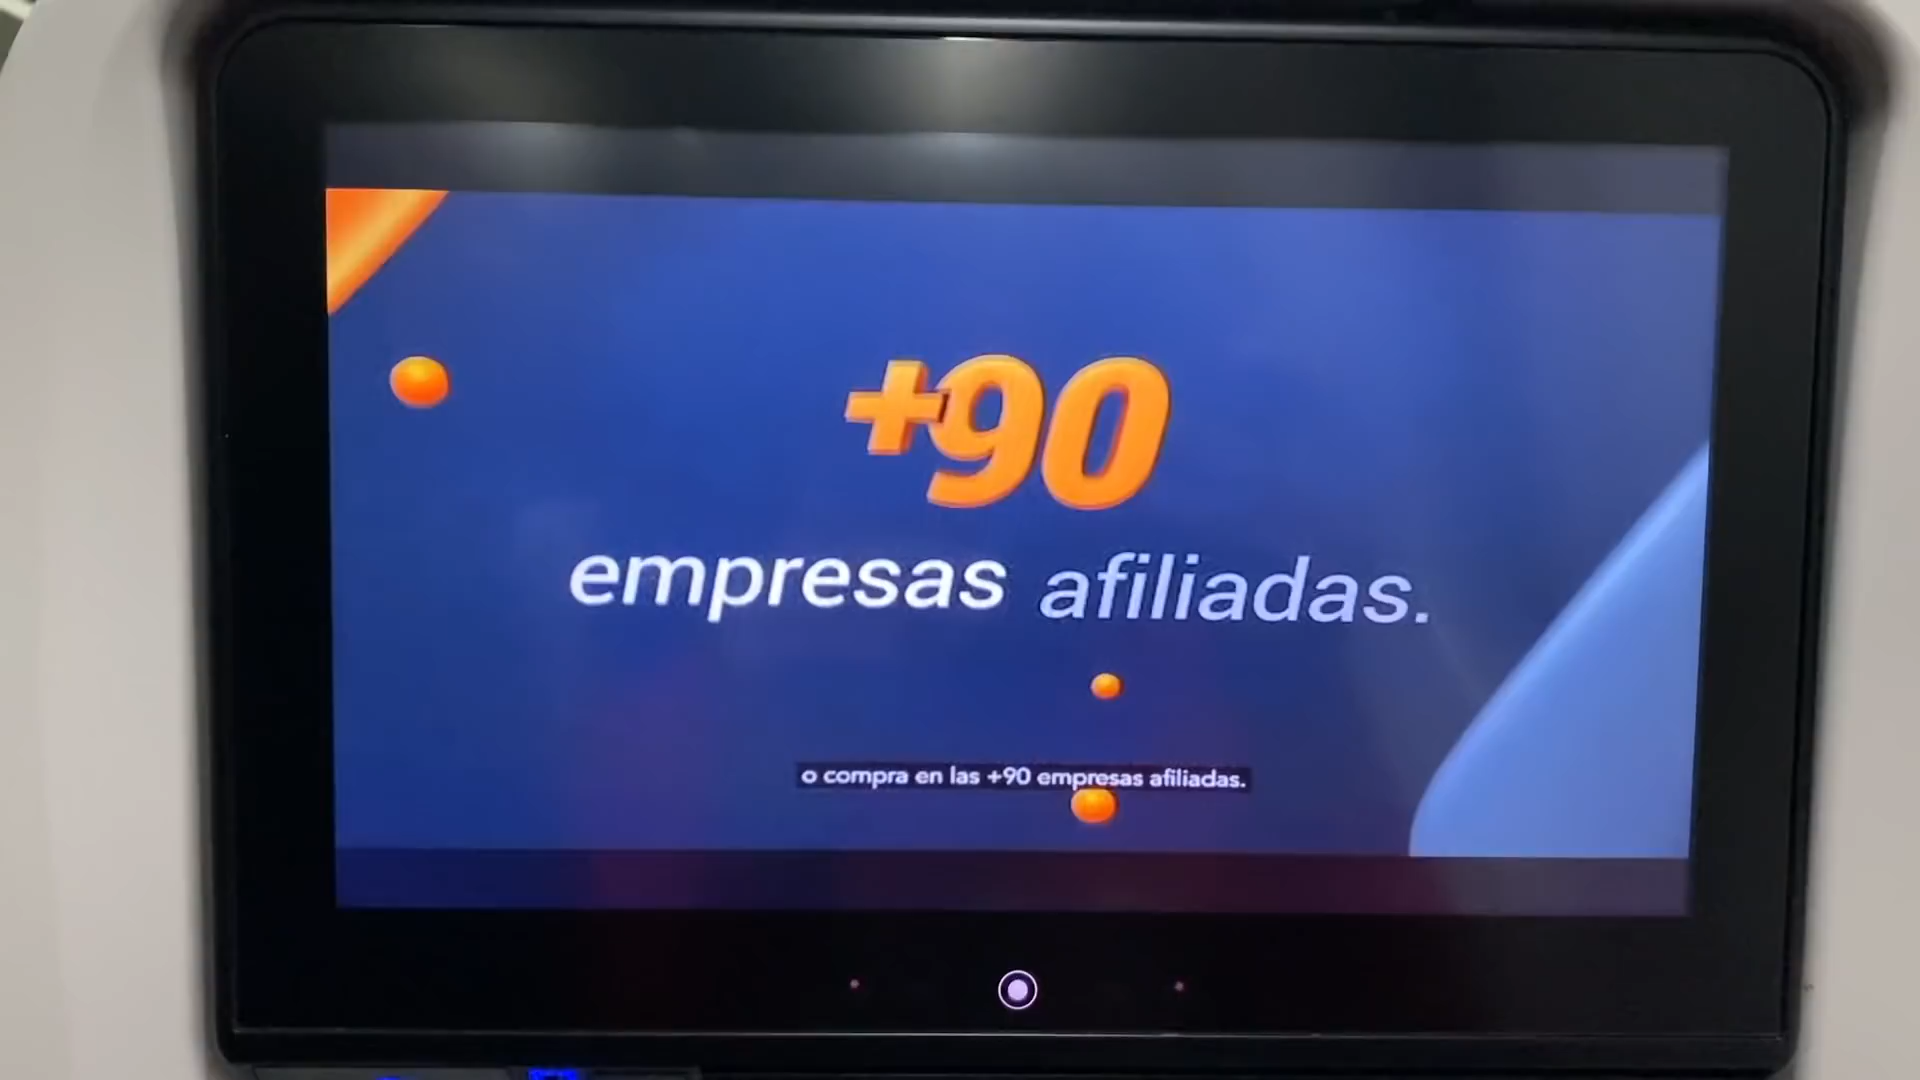 +90
empresas afiliadas.
o compra en las +90 empresas afiliadas.